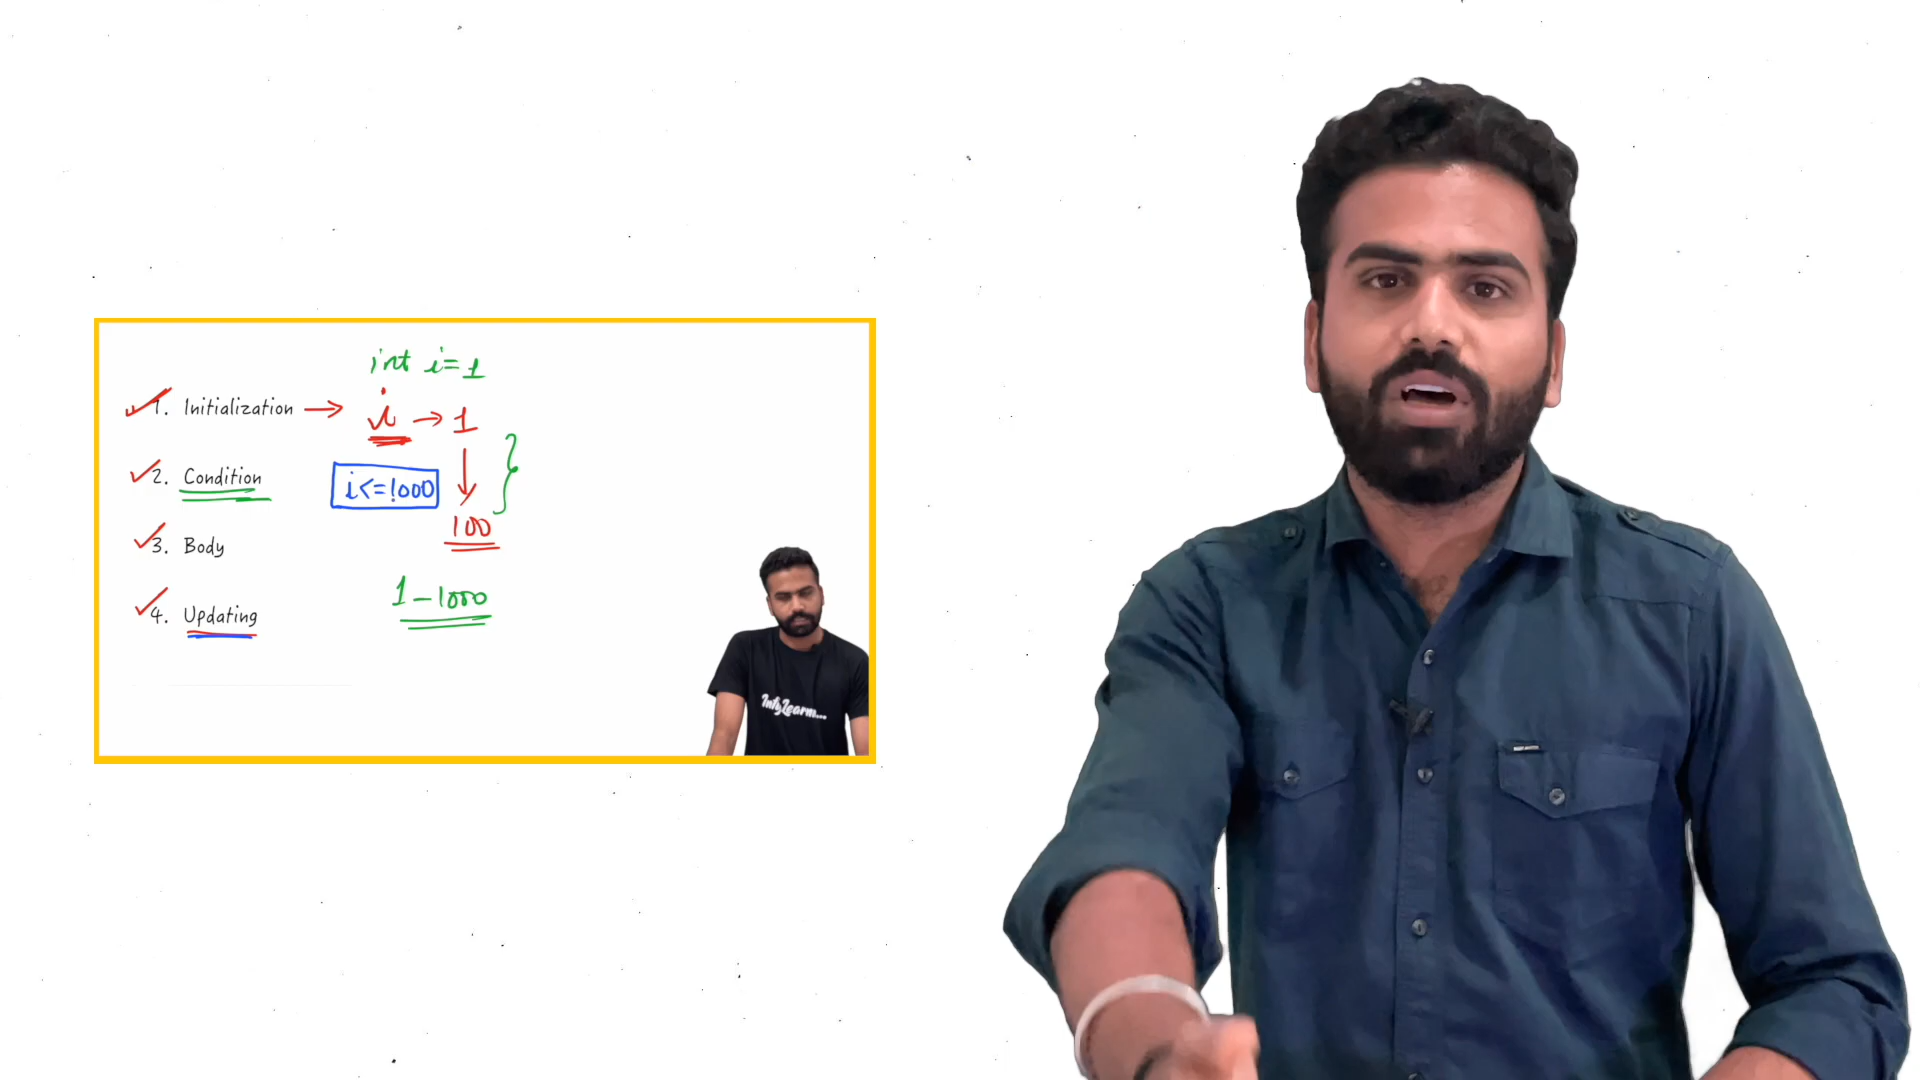 int i=1
1. Initialization → i → 1
2. Condition
i<=1000
100
3. Body
1-1000
4. Updating
InfyLearn...